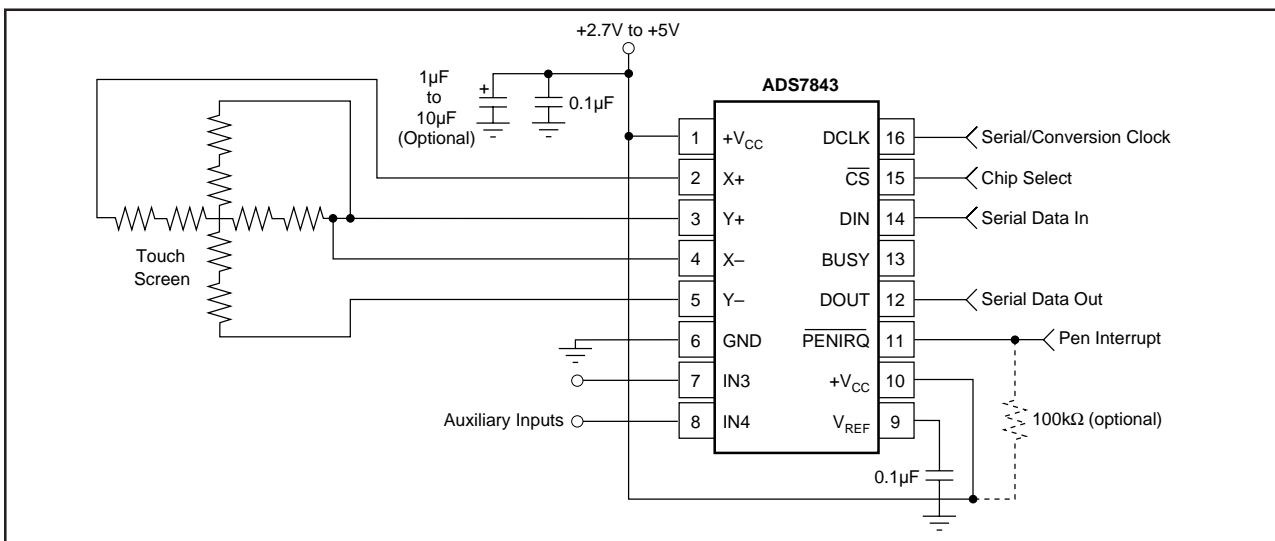 +2.7V to +5V
1µF
to
10µF
(Optional)
+
0.1µF
ADS7843
1 +VCC DCLK 16 Serial/Conversion Clock
2 X+ C̅S̅ 15 Chip Select
3 Y+ DIN 14 Serial Data In
4 X– BUSY 13
5 Y– DOUT 12 Serial Data Out
6 GND P̅E̅N̅I̅R̅Q̅ 11 Pen Interrupt
7 IN3 +VCC 10
Auxiliary Inputs 8 IN4 VREF 9
Touch
Screen
100kΩ (optional)
0.1µF